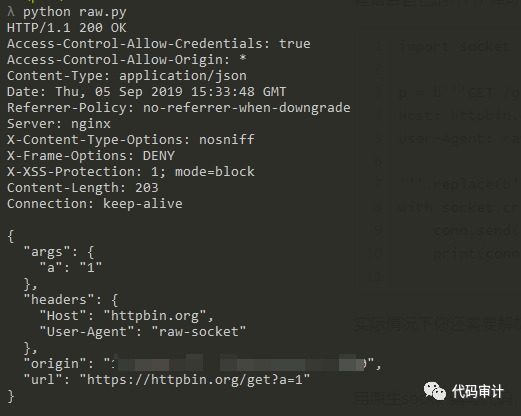 λ python raw.py
HTTP/1.1 200 OK
Access-Control-Allow-Credentials: true
Access-Control-Allow-Origin: *
Content-Type: application/json
Date: Thu, 05 Sep 2019 15:33:48 GMT
Referrer-Policy: no-referrer-when-downgrade
Server: nginx
X-Content-Type-Options: nosniff
X-Frame-Options: DENY
X-XSS-Protection: 1; mode=block
Content-Length: 203
Connection: keep-alive
{
  "args": {
    "a": "1"
  },
  "headers": {
    "Host": "httpbin.org",
    "User-Agent": "raw-socket"
  },
  "origin": "
  "url": "https://httpbin.org/get?a=1"
}
代码审计